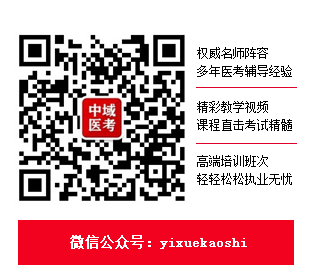 中域
医考
权威名师阵容
多年医考辅导经验
精彩教学视频
课程直击考试精髓
高端培训班次
轻轻松松执业无忧
微信公众号：yixuekaoshi